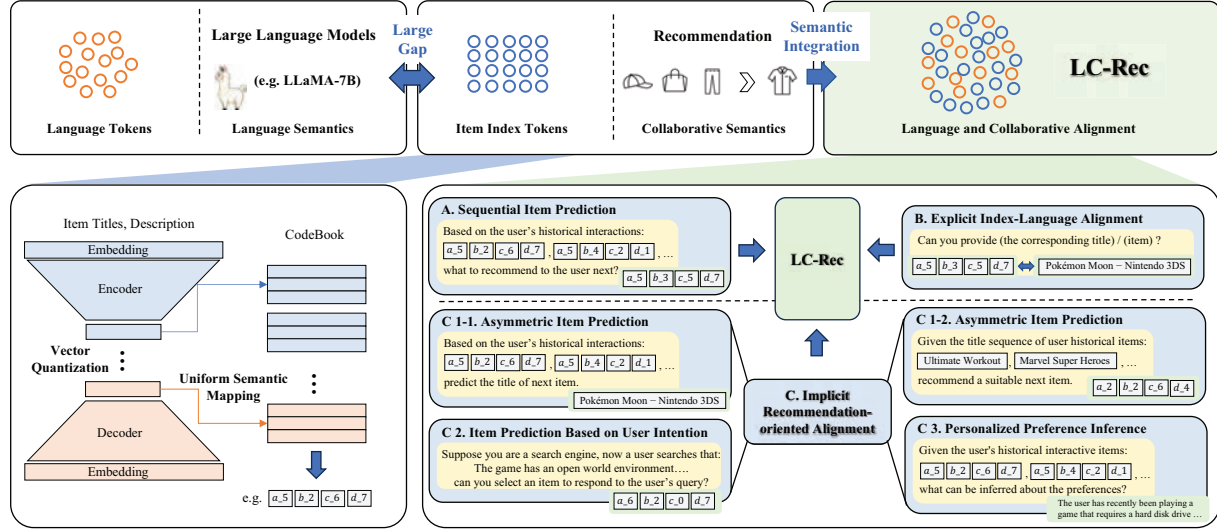 Large Language Models
(e.g. LLaMA-7B)
Language Tokens
Language Semantics
Large
Gap
Recommendation
Item Index Tokens
Collaborative Semantics
Semantic
Integration
LC-Rec
Language and Collaborative Alignment
Item Titles, Description
CodeBook
Embedding
Encoder
Vector
Quantization
Uniform Semantic
Mapping
Decoder
Embedding
e.g. a_5 b_2 c_6 d_7
A. Sequential Item Prediction
Based on the user's historical interactions:
a_5 b_2 c_6 d_7 , a_5 b_4 c_2 d_1 , …
what to recommend to the user next?
a_5 b_3 c_5 d_7
LC-Rec
B. Explicit Index-Language Alignment
Can you provide (the corresponding title) / (item) ?
a_5 b_3 c_5 d_7 Pokémon Moon − Nintendo 3DS
C 1-1. Asymmetric Item Prediction
Based on the user's historical interactions:
a_5 b_2 c_6 d_7 , a_5 b_4 c_2 d_1 , …
predict the title of next item.
Pokémon Moon − Nintendo 3DS
C 1-2. Asymmetric Item Prediction
Given the title sequence of user historical items:
Ultimate Workout , Marvel Super Heroes , …
recommend a suitable next item.
a_2 b_2 c_6 d_4
C. Implicit
Recommendation-
oriented Alignment
C 2. Item Prediction Based on User Intention
Suppose you are a search engine, now a user searches that:
The game has an open world environment….
can you select an item to respond to the user's query?
a_6 b_2 c_0 d_7
C 3. Personalized Preference Inference
Given the user's historical interactive items:
a_5 b_2 c_6 d_7 , a_5 b_4 c_2 d_1 , …
what can be inferred about the preferences?
The user has recently been playing a
game that requires a hard disk drive …